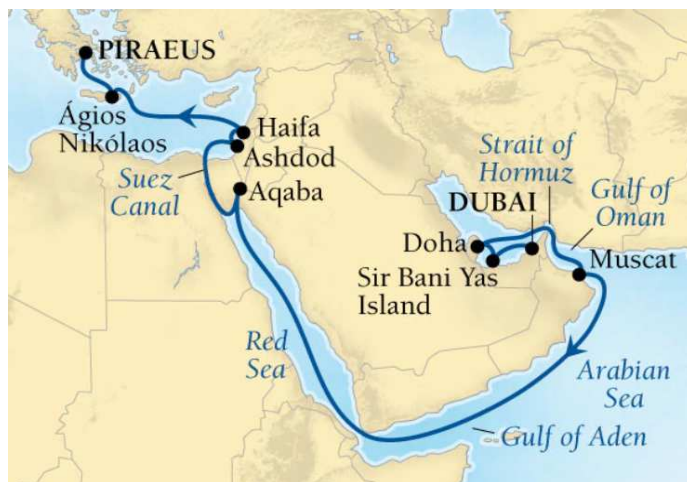 PIRAEUS
Ágios
Nikólaos
Haifa
Ashdod
Suez
Canal
Aqaba
Strait of
Hormuz
Gulf of
Oman
DUBAI
Doha
Muscat
Sir Bani Yas
Island
Red
Sea
Arabian
Sea
Gulf of Aden